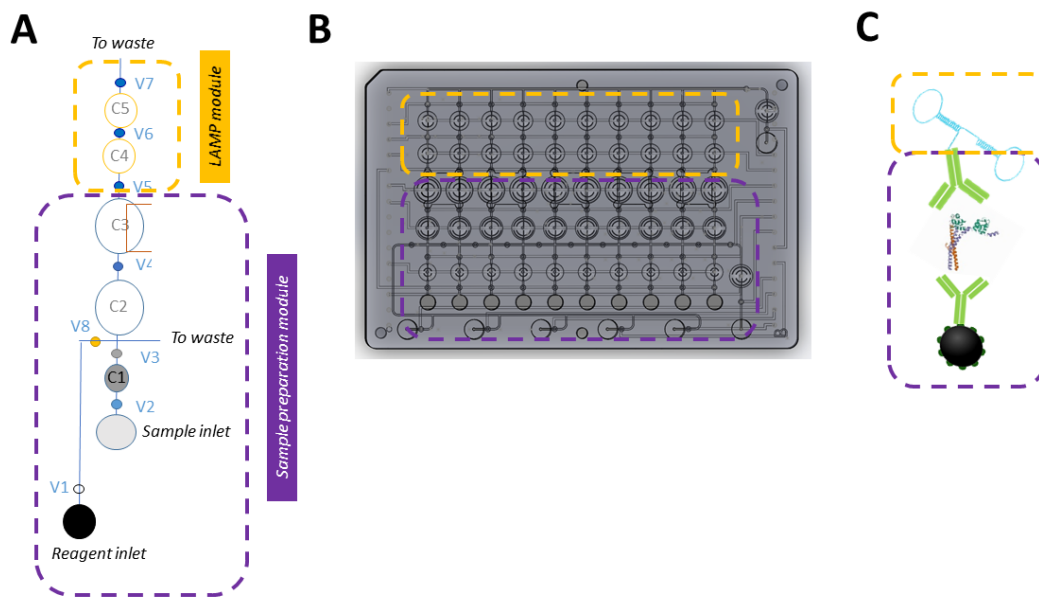 A
B
C
To waste
V7
C5
V6
C4
V5
LAMP module
C3
V4
C2
V8
To waste
V3
C1
V2
Sample inlet
Sample preparation module
V1
Reagent inlet